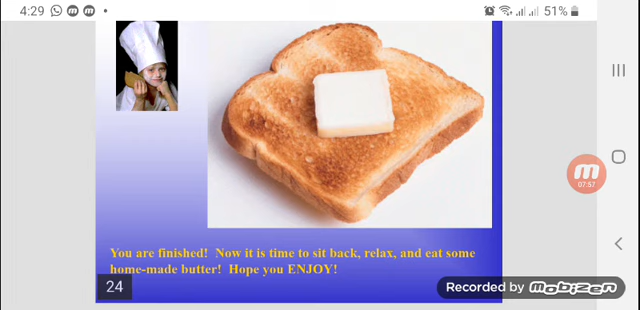 4:29
51%
07:57
You are finished! Now it is time to sit back, relax, and eat some
home-made butter! Hope you ENJOY!
24
Recorded by mobizen